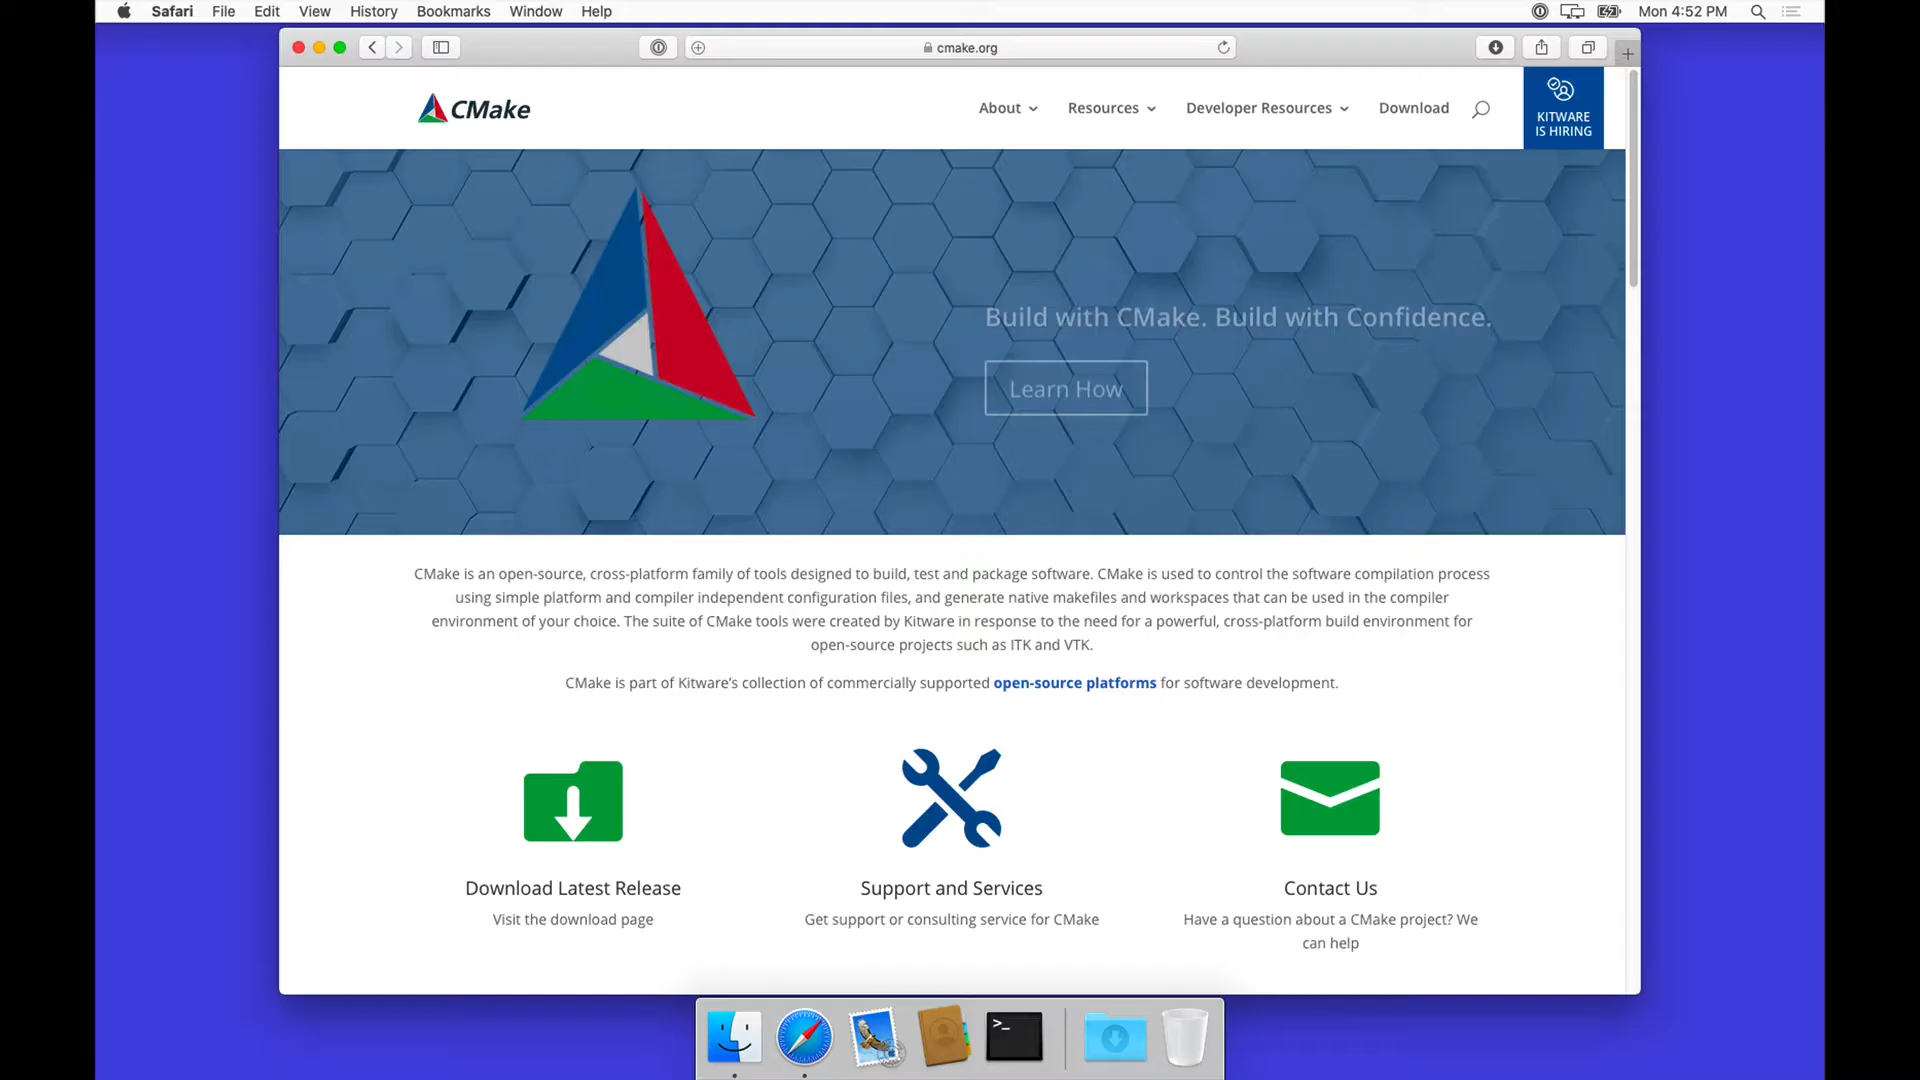 Safari File Edit View History Bookmarks Window Help Mon 4:52 PM
cmake.org
CMake About Resources Developer Resources Download
KITWARE
IS HIRING
Build with CMake. Build with Confidence.
Learn How
CMake is an open-source, cross-platform family of tools designed to build, test and package software. CMake is used to control the software compilation process
using simple platform and compiler independent configuration files, and generate native makefiles and workspaces that can be used in the compiler
environment of your choice. The suite of CMake tools were created by Kitware in response to the need for a powerful, cross-platform build environment for
open-source projects such as ITK and VTK.
CMake is part of Kitware’s collection of commercially supported open-source platforms for software development.
Download Latest Release
Visit the download page
Support and Services
Get support or consulting service for CMake
Contact Us
Have a question about a CMake project? We
can help
>_